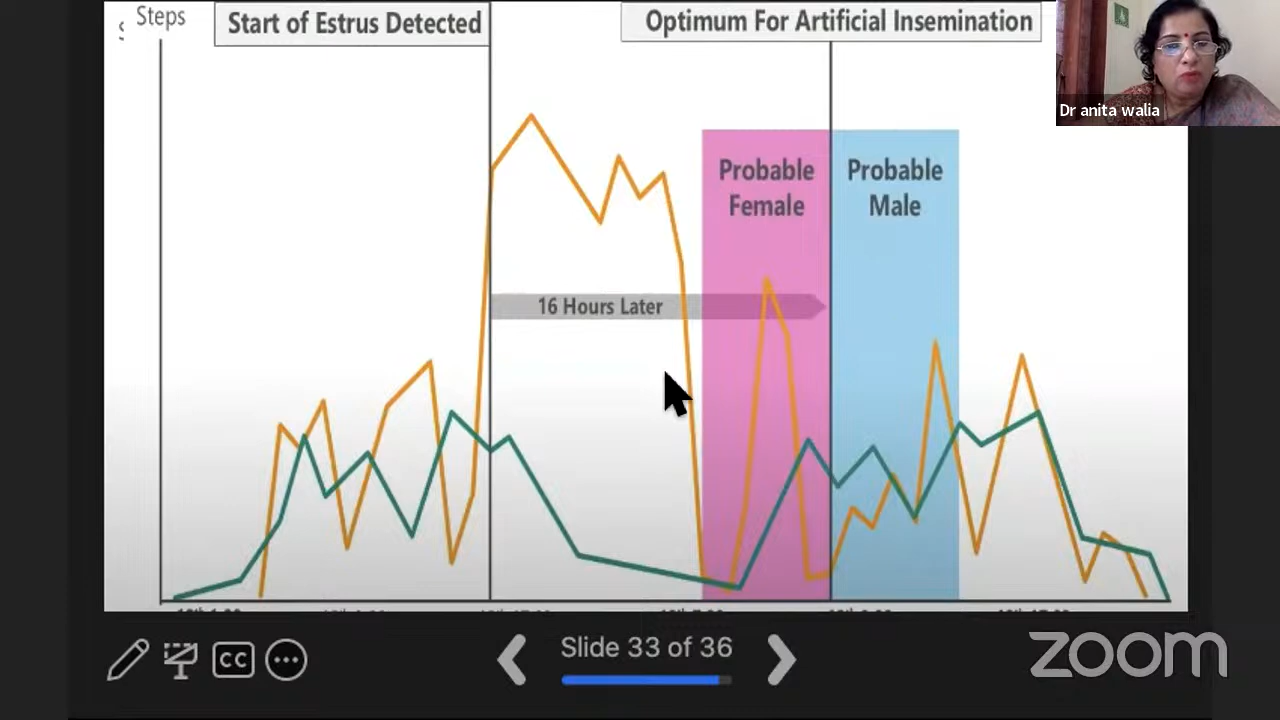 Steps
Start of Estrus Detected
Optimum For Artificial Insemination
Dr anita walia
Probable
Female
Probable
Male
16 Hours Later
CC
Slide 33 of 36
zoom